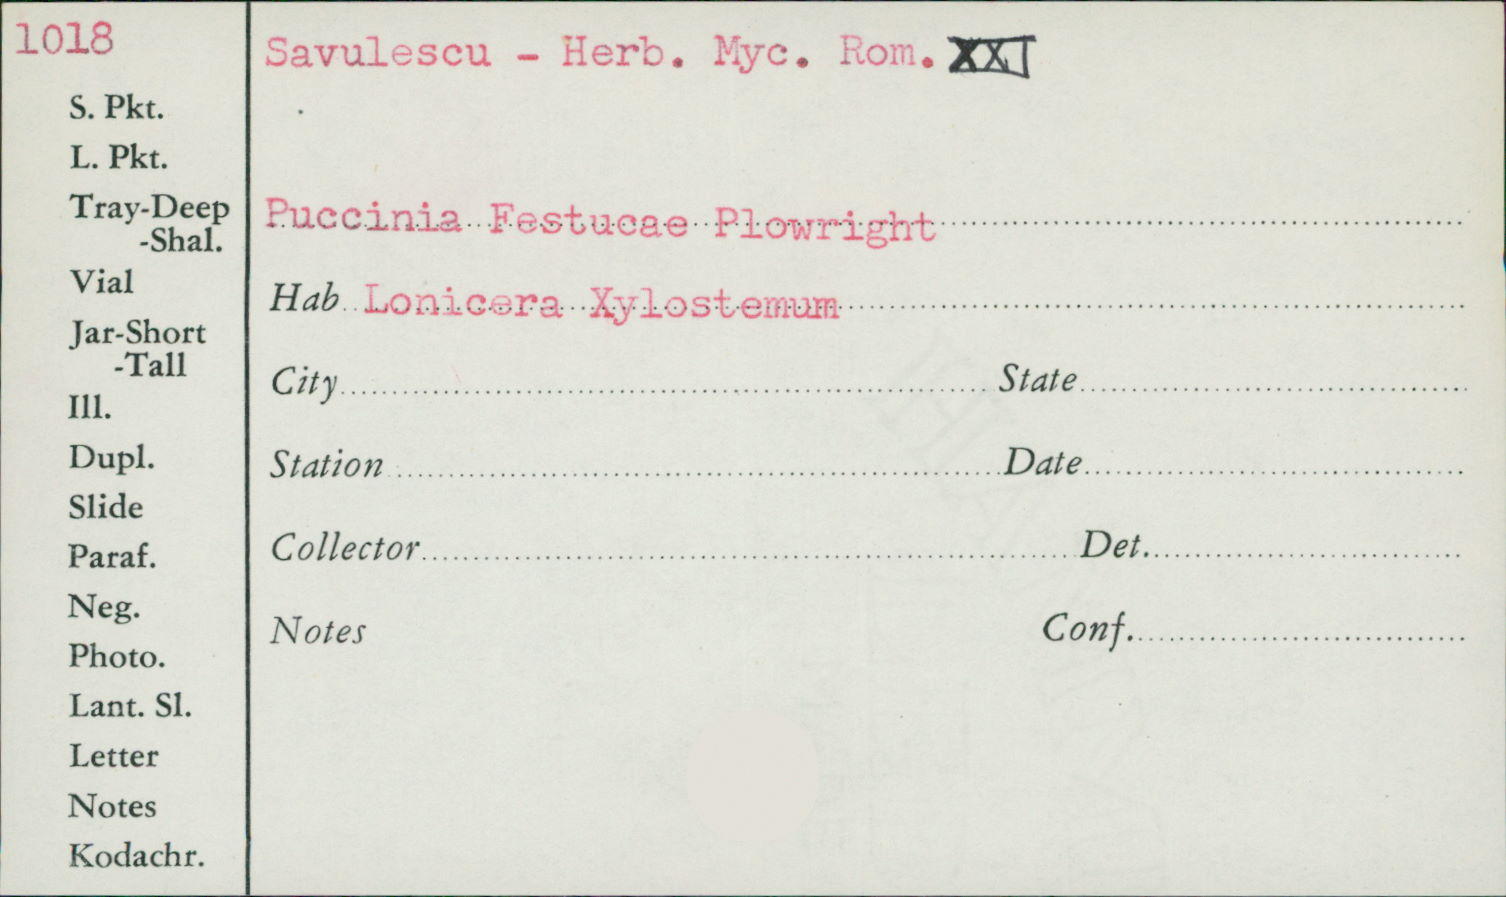 1018
Savulescu - Herb. Myc. Rom. XXI
S. Pkt.
L. Pkt.
Tray-Deep
-Shal.
Vial
Jar-Short
-Tall
Ill.
Dupl.
Slide
Paraf.
Neg.
Photo.
Lant. Sl.
Letter
Notes
Kodachr.
Puccinia Festucae Plowright
Hab Lonicera Xylostemum
City State
Station Date
Collector Det.
Notes Conf.